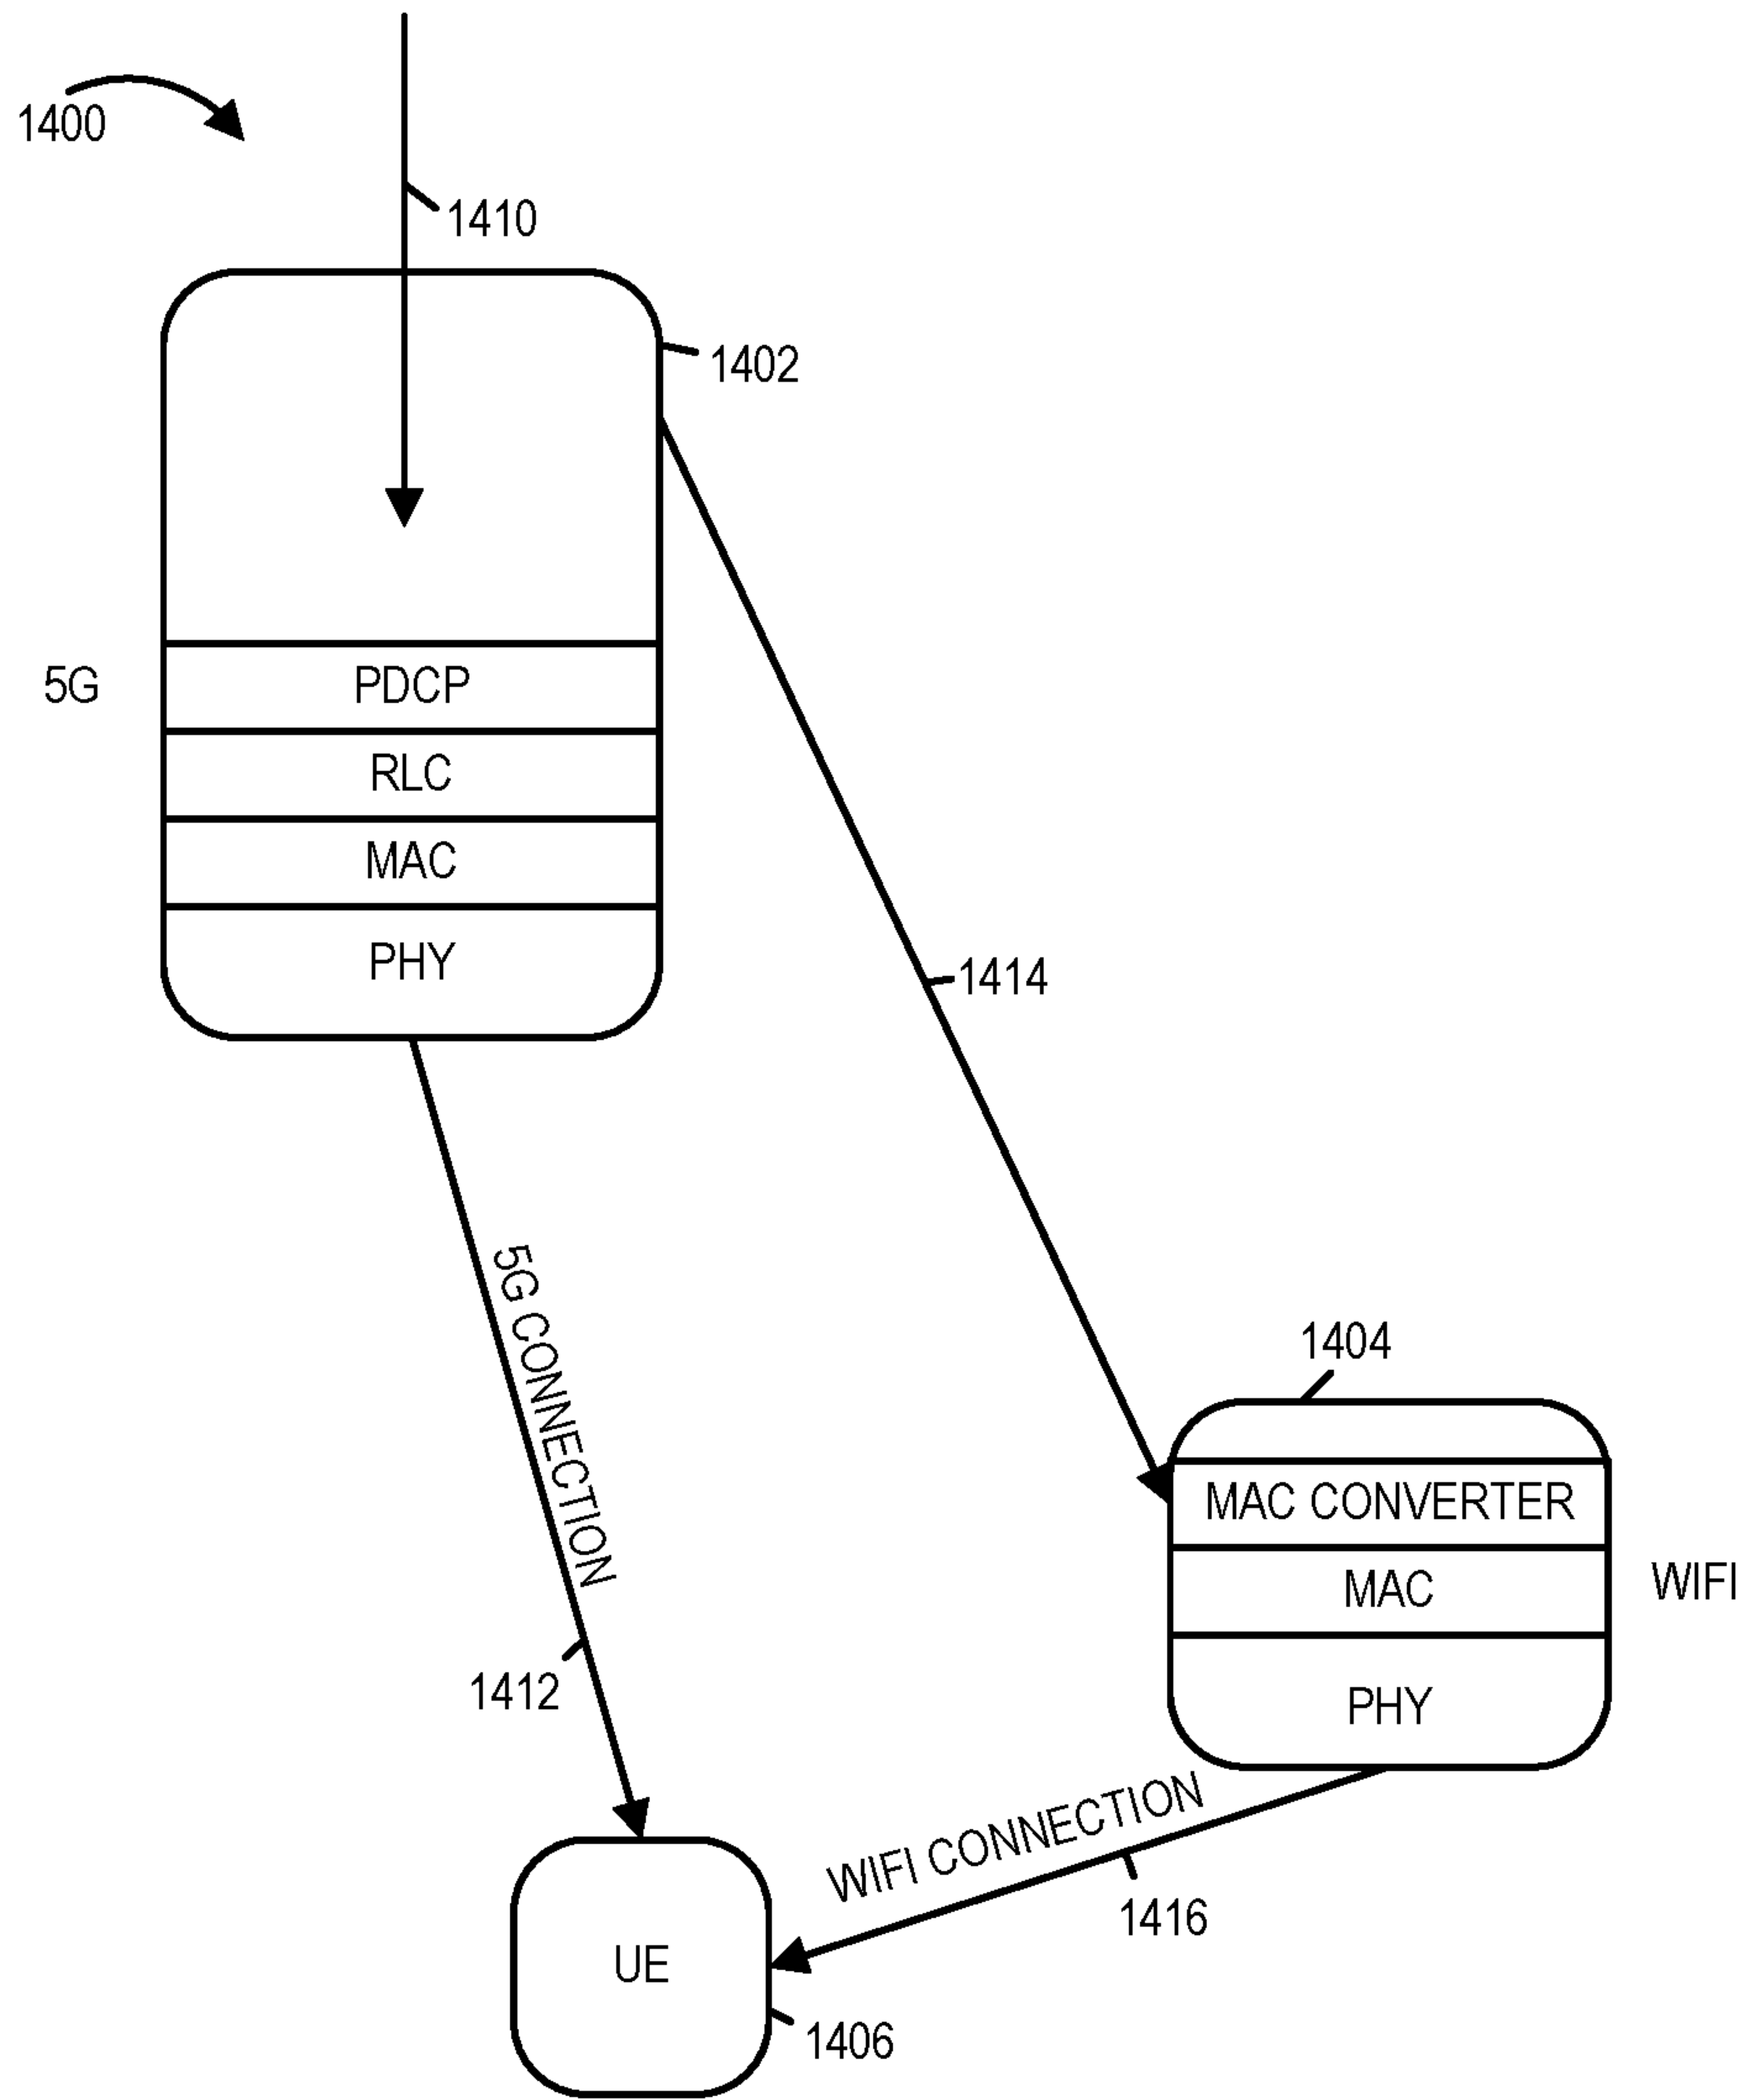 1400
1410
1402
5G
PDCP
RLC
MAC
PHY
1414
5G CONNECTION
1404
MAC CONVERTER
MAC
WIFI
PHY
1412
WIFI CONNECTION
1416
UE
1406